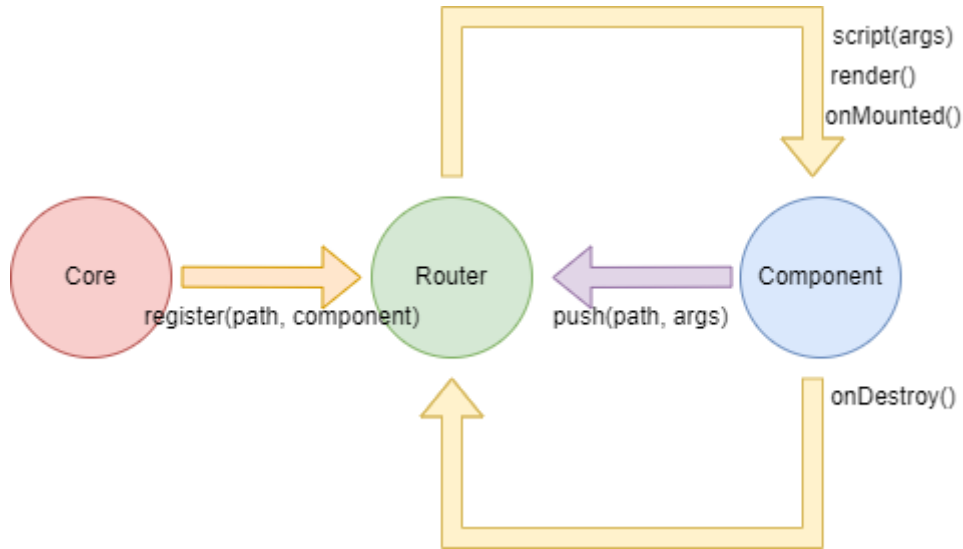 script(args)
render()
onMounted()
Core
Router
Component
register(path, component)
push(path, args)
onDestroy()